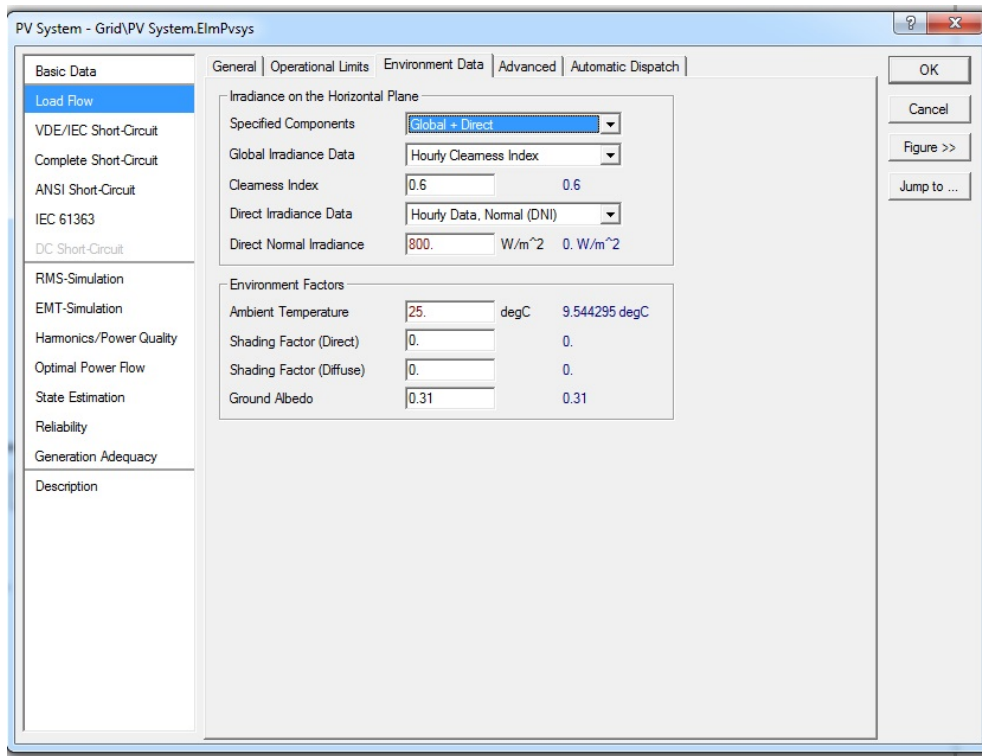 PV System - Grid\PV System.ElmPvsys
Basic Data
Load Flow
VDE/IEC Short-Circuit
Complete Short-Circuit
ANSI Short-Circuit
IEC 61363
DC Short-Circuit
RMS-Simulation
EMT-Simulation
Harmonics/Power Quality
Optimal Power Flow
State Estimation
Reliability
Generation Adequacy
Description
General Operational Limits Environment Data Advanced Automatic Dispatch
Irradiance on the Horizontal Plane
Specified Components Global + Direct
Global Irradiance Data Hourly Clearness Index
Clearness Index 0.6 0.6
Direct Irradiance Data Hourly Data, Normal (DNI)
Direct Normal Irradiance 800. W/m^2 0. W/m^2
Environment Factors
Ambient Temperature 25. degC 9.544295 degC
Shading Factor (Direct) 0. 0.
Shading Factor (Diffuse) 0. 0.
Ground Albedo 0.31 0.31
OK
Cancel
Figure >>
Jump to ...